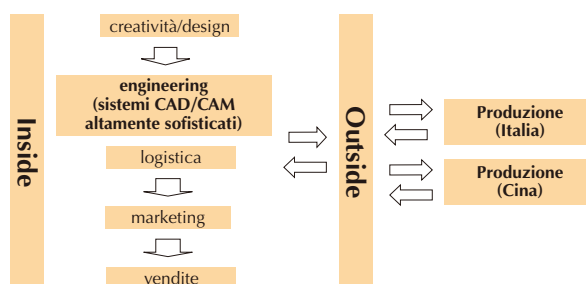 Inside
creatività/design
engineering
(sistemi CAD/CAM
altamente sofisticati)
logistica
marketing
vendite
Outside
Produzione
(Italia)
Produzione
(Cina)